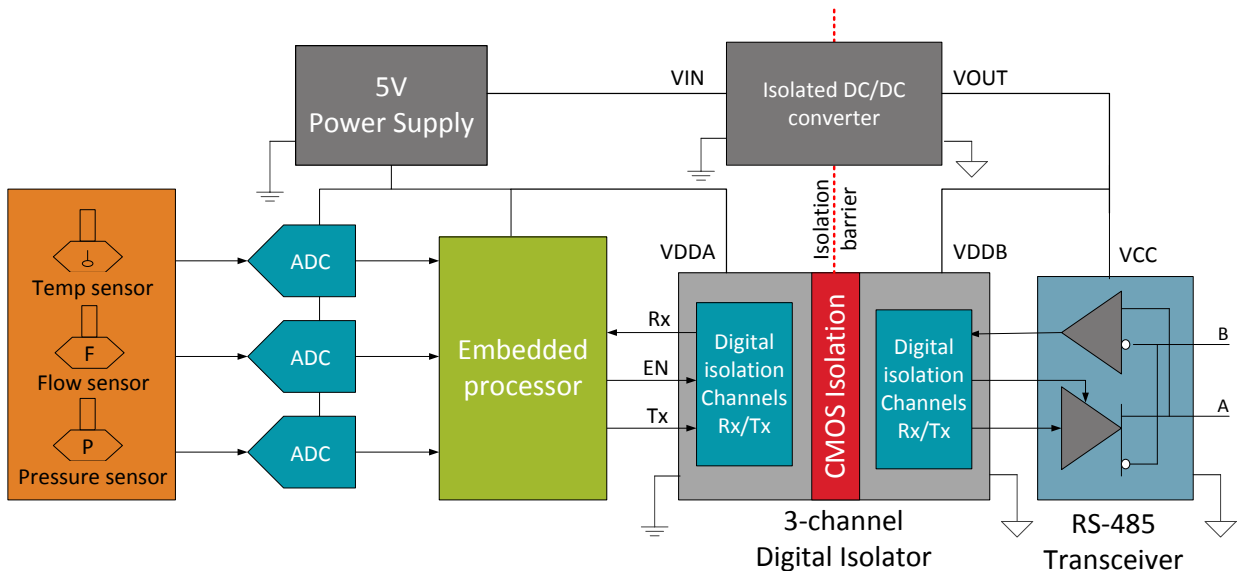 5V
Power Supply
VIN
Isolated DC/DC
converter
VOUT
Isolation
barrier
Temp sensor
F
Flow sensor
P
Pressure sensor
ADC
ADC
ADC
Embedded
processor
VDDA
VDDB
VCC
Rx
EN
Tx
Digital
isolation
Channels
Rx/Tx
CMOS Isolation
Digital
isolation
Channels
Rx/Tx
B
A
3-channel
Digital Isolator
RS-485
Transceiver